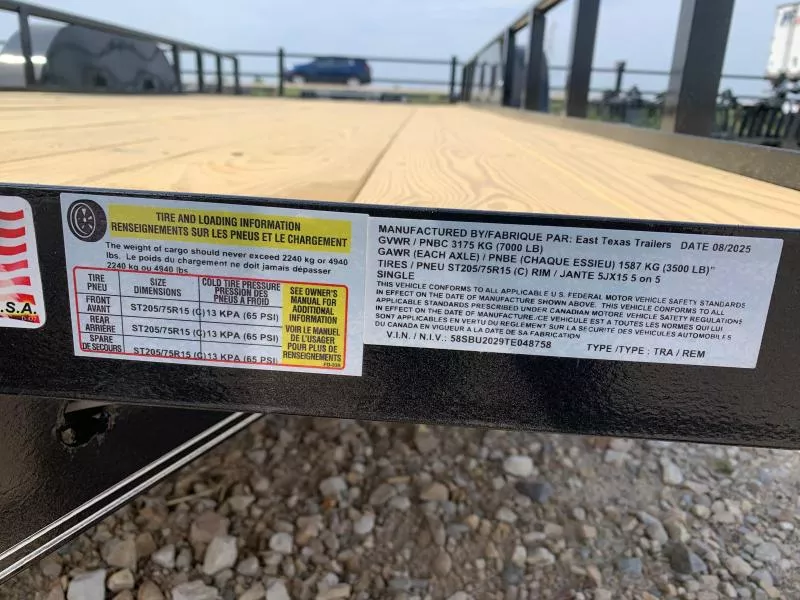 S.A.
TIRE AND LOADING INFORMATION
RENSEIGNEMENTS SUR LES PNEUS ET LE CHARGEMENT
The weight of cargo should never exceed 2240 kg or 4940
lbs. Le poids du chargement ne doit jamais dépasser
2240 kg ou 4940 lbs.
TIRE PNEU SIZE DIMENSIONS COLD TIRE PRESSURE PRESSION DES PNEUS A FROID
FRONT AVANT ST205/75R15 (C) 13 KPA (65 PSI)
REAR ARRIÈRE ST205/75R15 (C) 13 KPA (65 PSI)
SPARE DE SECOURS ST205/75R15 (C) 13 KPA (65 PSI)
SEE OWNER'S
MANUAL FOR
ADDITIONAL
INFORMATION
VOIR LE MANUEL
DE L'USAGER
POUR PLUS DE
RENSEIGNEMENTS
MANUFACTURED BY/FABRIQUE PAR: East Texas Trailers DATE 08/2025
GVWR / PNBC 3175 KG (7000 LB)
GAWR (EACH AXLE) / PNBE (CHAQUE ESSIEU) 1587 KG (3500 LB)"
TIRES / PNEU ST205/75R15 (C) RIM / JANTE 5JX15 5 on 5
SINGLE
THIS VEHICLE CONFORMS TO ALL APPLICABLE U.S. FEDERAL MOTOR VEHICLE SAFETY STANDARDS
IN EFFECT ON THE DATE OF MANUFACTURE SHOWN ABOVE. THIS VEHICLE CONFORMS TO ALL
APPLICABLE STANDARDS PRESCRIBED UNDER CANADIAN MOTOR VEHICLE SAFETY REGULATIONS
IN EFFECT ON THE DATE OF MANUFACTURE.CE VEHICULE EST A TOUTES LES NORMES QUI LUI
SONT APPLICABLES EN VERTU DU REGLEMENT SUR LA SECURITE DES VEHICULES AUTOMOBILES
DU CANADA EN VIGUEUR A LA DATE DE SA FABRICATION
V.I.N. / N.I.V.: 58SBU2029TE048758 TYPE /TYPE : TRA / REM